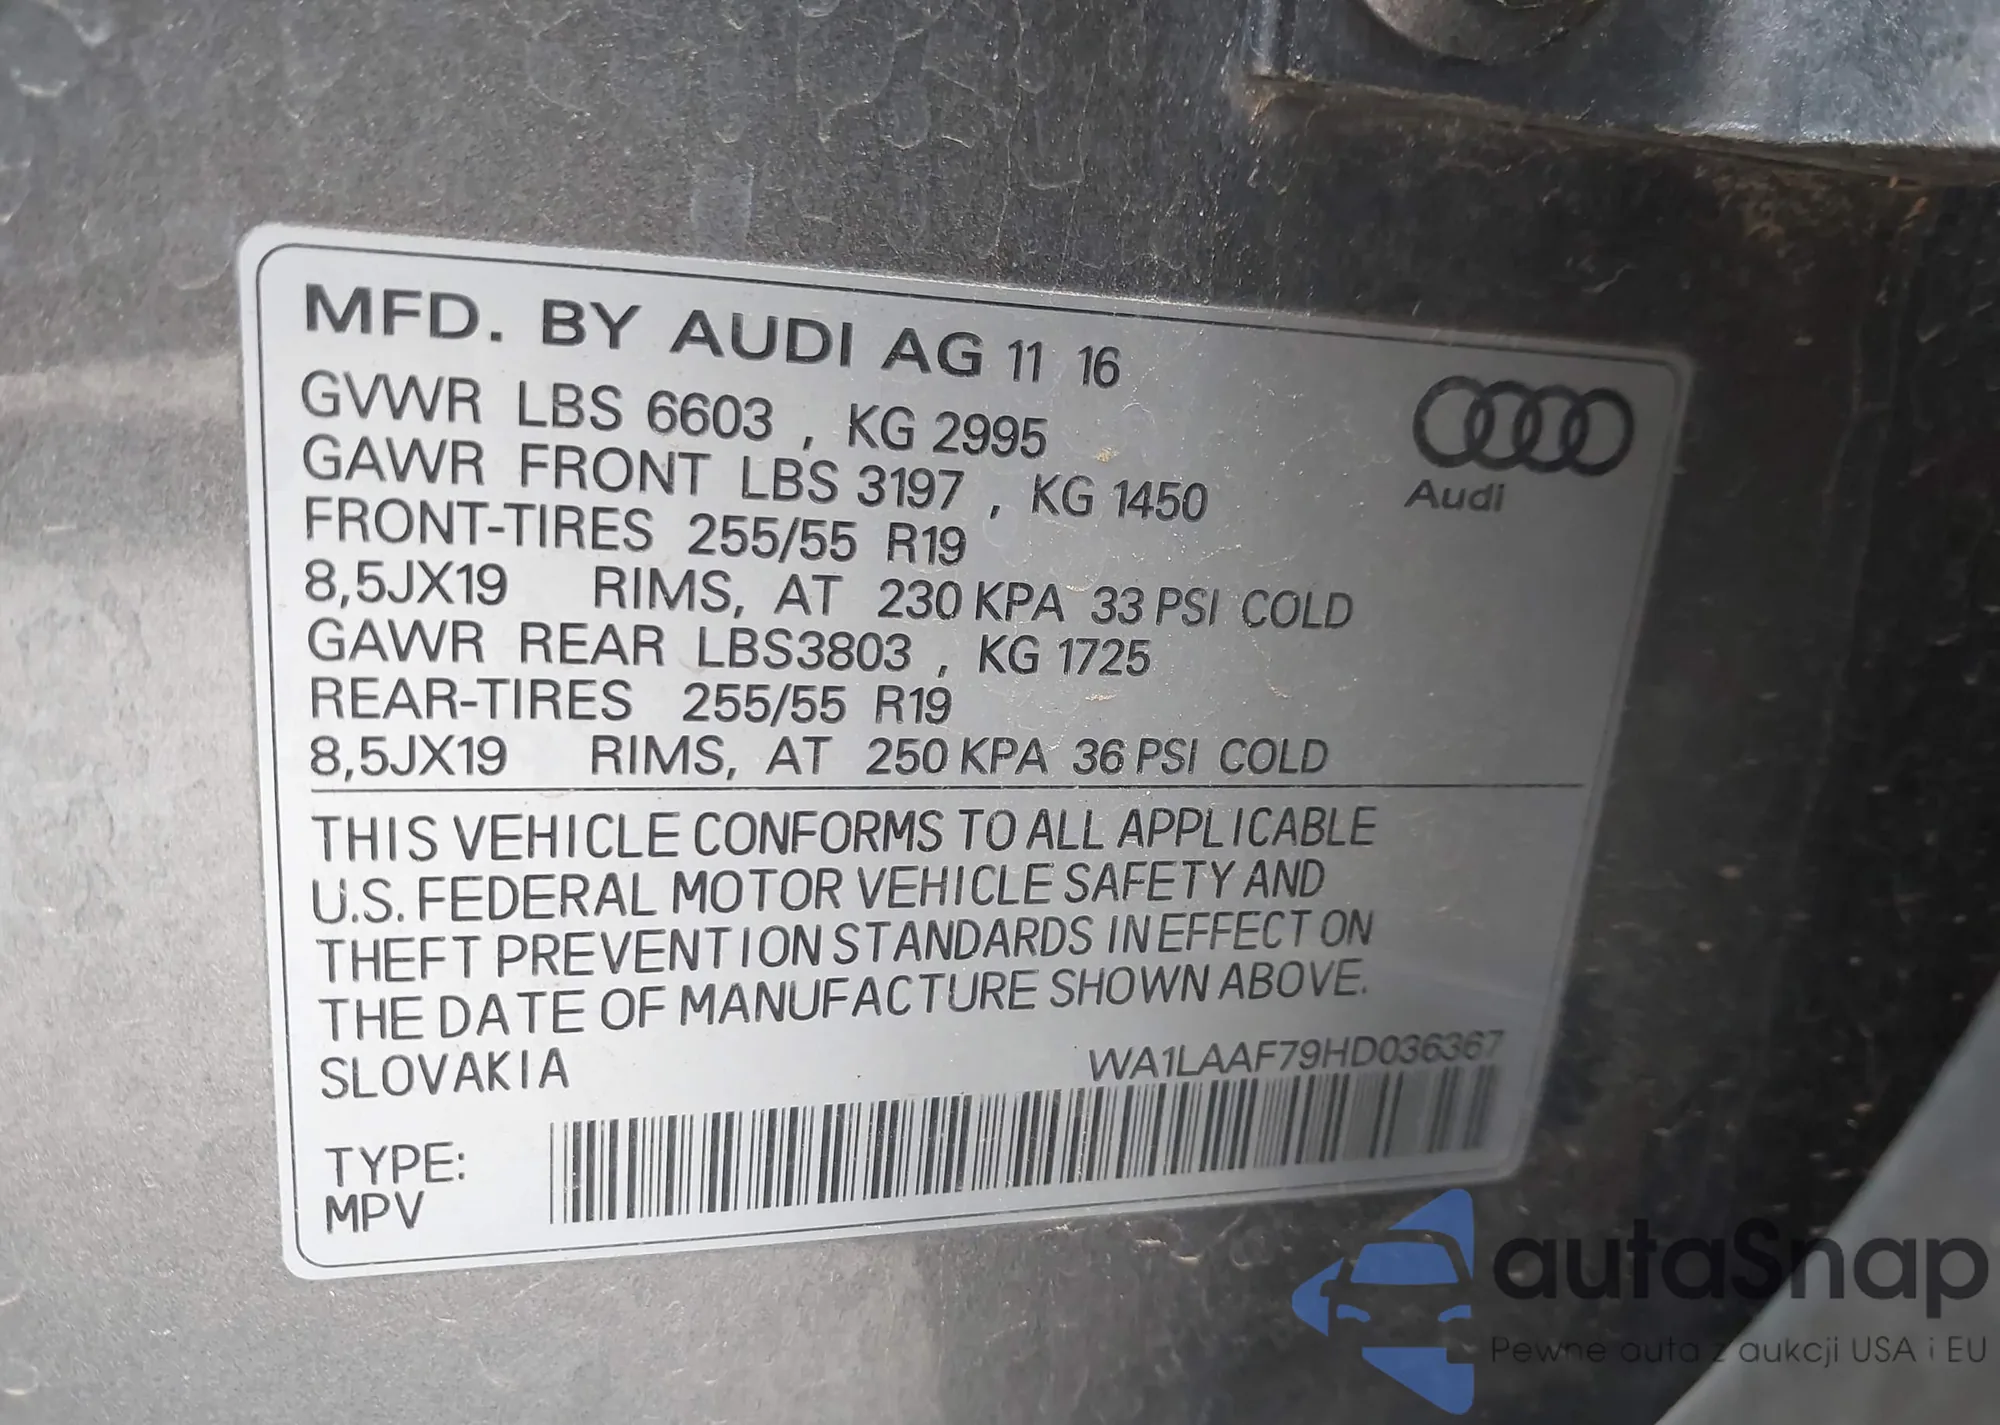 MFD. BY AUDI AG 11 16
GVWR LBS 6603 , KG 2995
GAWR FRONT LBS 3197 , KG 1450
FRONT-TIRES 255/55 R19
8,5JX19 RIMS, AT 230 KPA 33 PSI COLD
GAWR REAR LBS3803 , KG 1725
REAR-TIRES 255/55 R19
8,5JX19 RIMS, AT 250 KPA 36 PSI COLD
Audi
THIS VEHICLE CONFORMS TO ALL APPLICABLE
U.S. FEDERAL MOTOR VEHICLE SAFETY AND
THEFT PREVENTION STANDARDS IN EFFECT ON
THE DATE OF MANUFACTURE SHOWN ABOVE.
SLOVAKIA
WA1LAAF79HD036367
TYPE:
MPV
autaSnap
Pewne auta z aukcji USA i EU